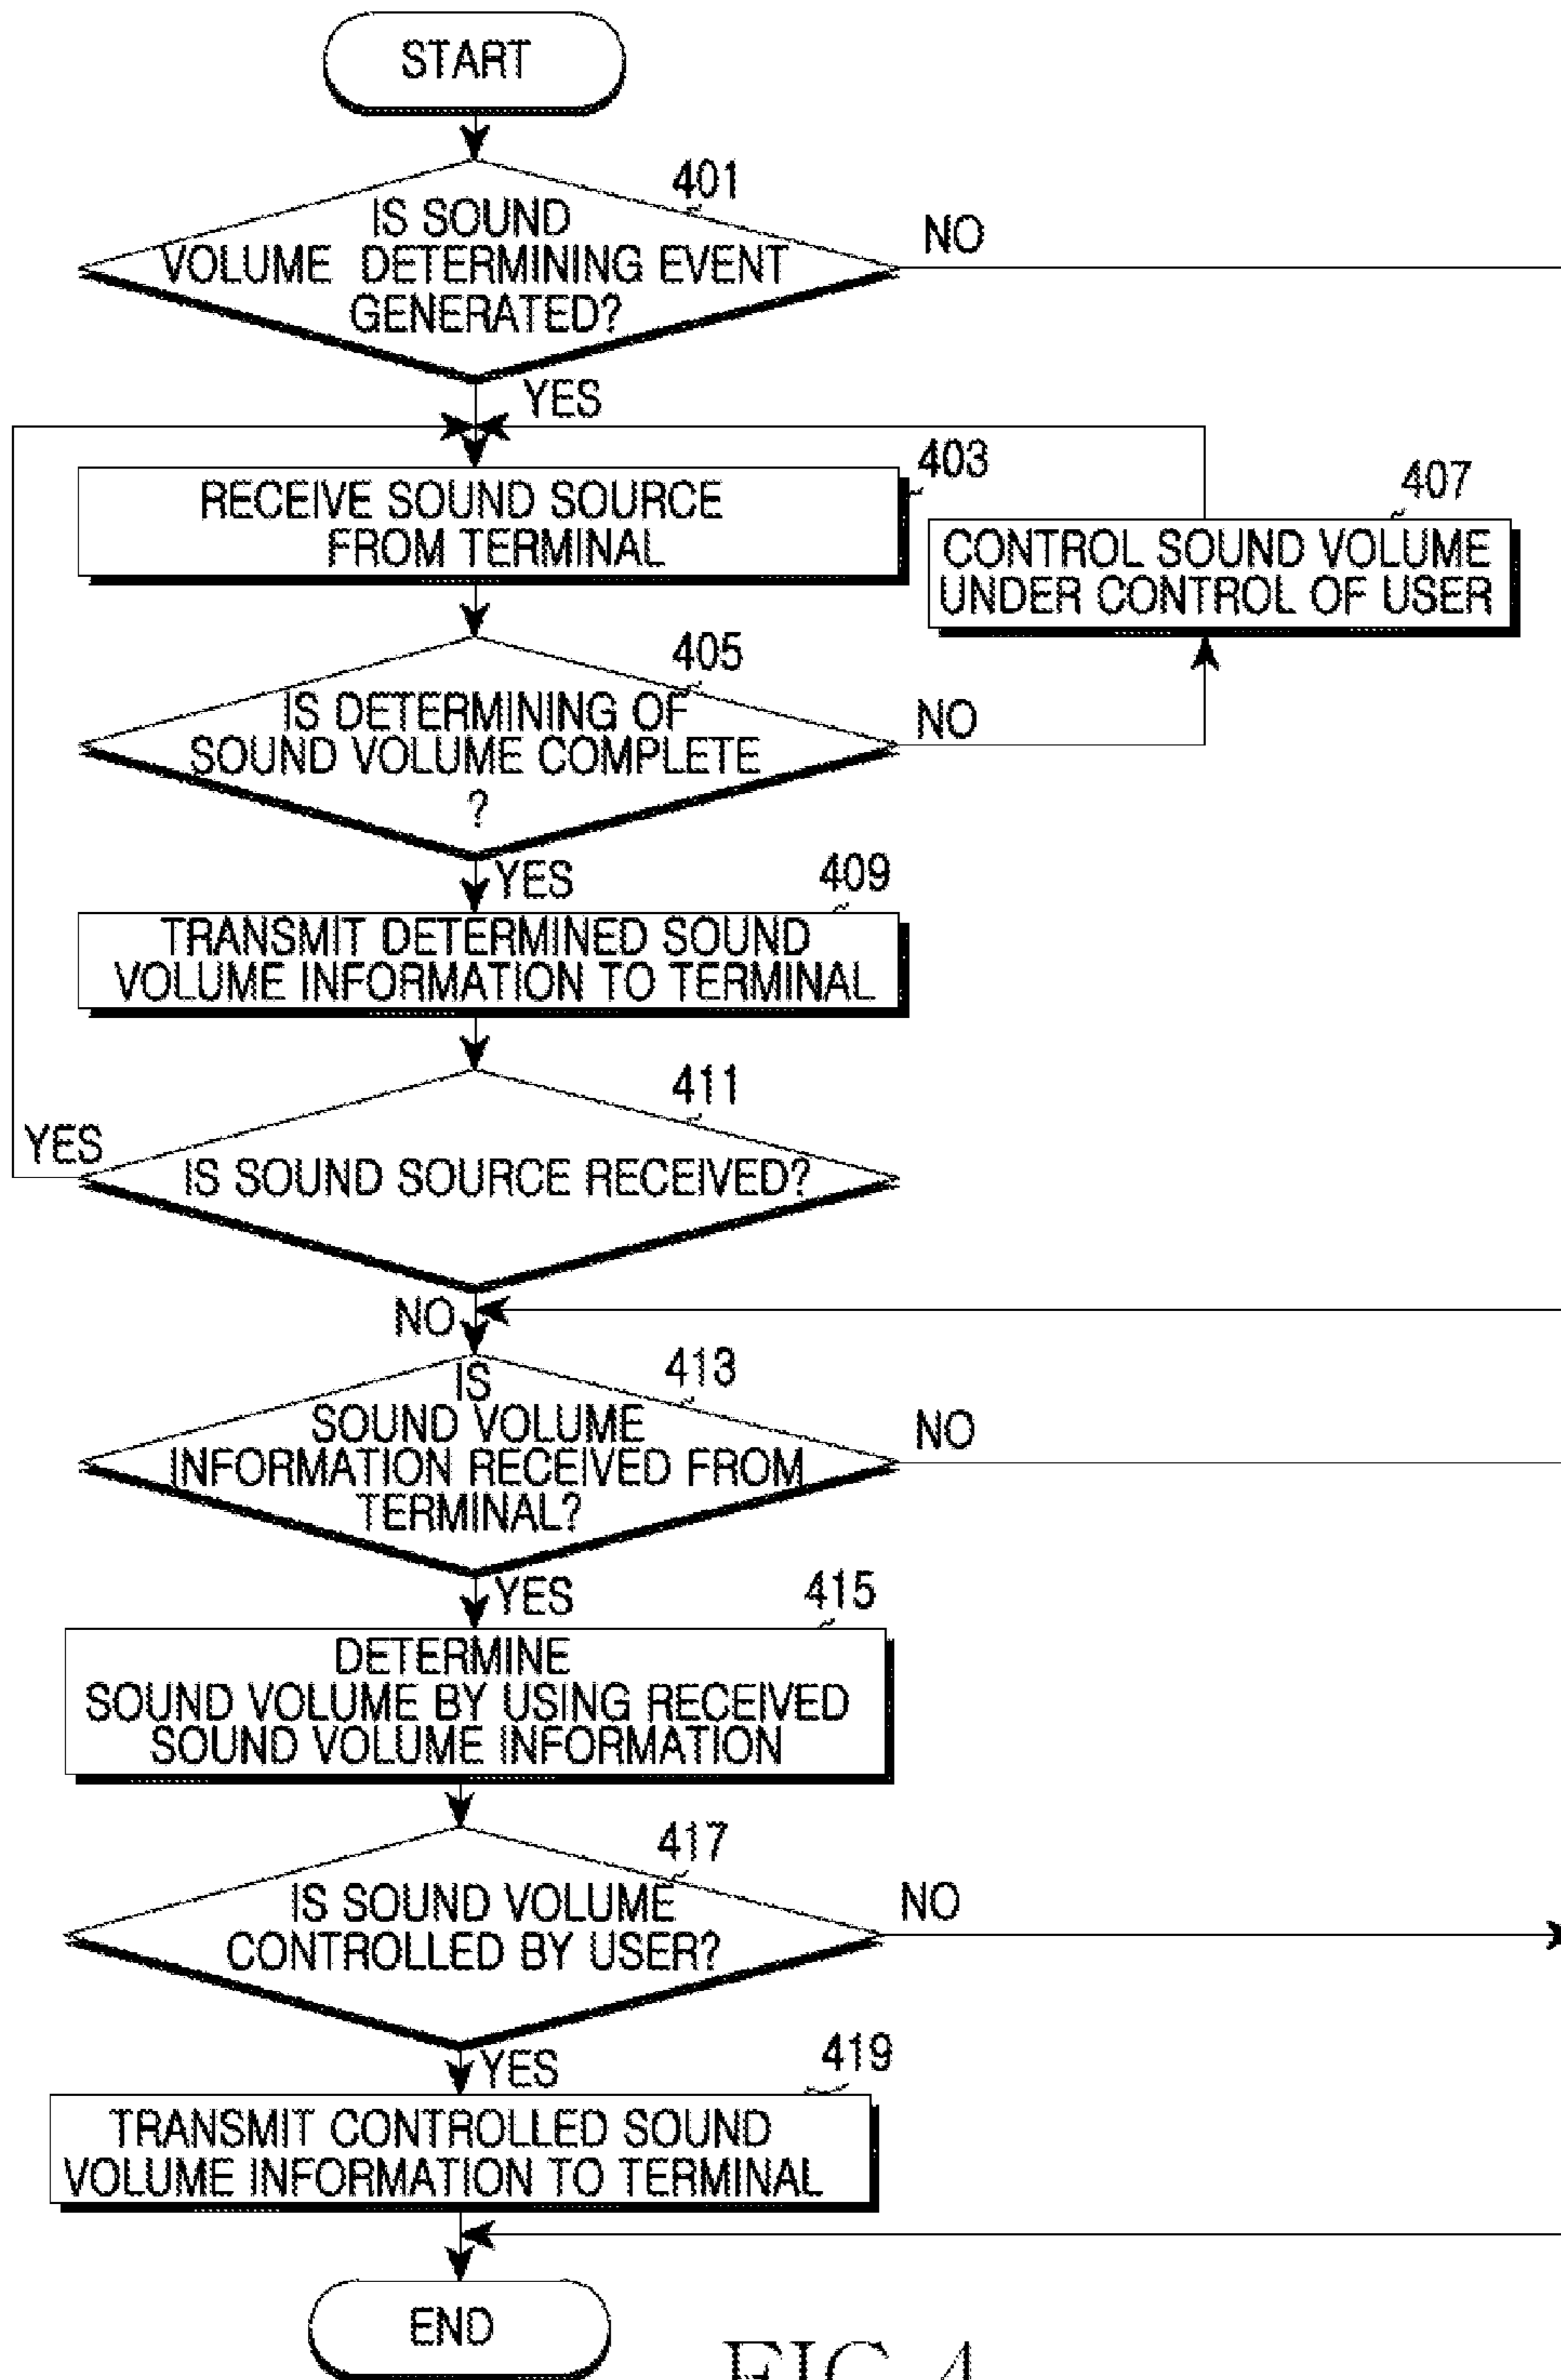 START
401
IS SOUND
VOLUME DETERMINING EVENT
GENERATED?
NO
YES
403
RECEIVE SOUND SOURCE
FROM TERMINAL
407
CONTROL SOUND VOLUME
UNDER CONTROL OF USER
405
IS DETERMINING OF
SOUND VOLUME COMPLETE
?
NO
YES
409
TRANSMIT DETERMINED SOUND
VOLUME INFORMATION TO TERMINAL
411
YES
IS SOUND SOURCE RECEIVED?
NO
413
IS
SOUND VOLUME
INFORMATION RECEIVED FROM
TERMINAL?
NO
YES
415
DETERMINE
SOUND VOLUME BY USING RECEIVED
SOUND VOLUME INFORMATION
417
IS SOUND VOLUME
CONTROLLED BY USER?
NO
YES
419
TRANSMIT CONTROLLED SOUND
VOLUME INFORMATION TO TERMINAL
END
FIG. 4